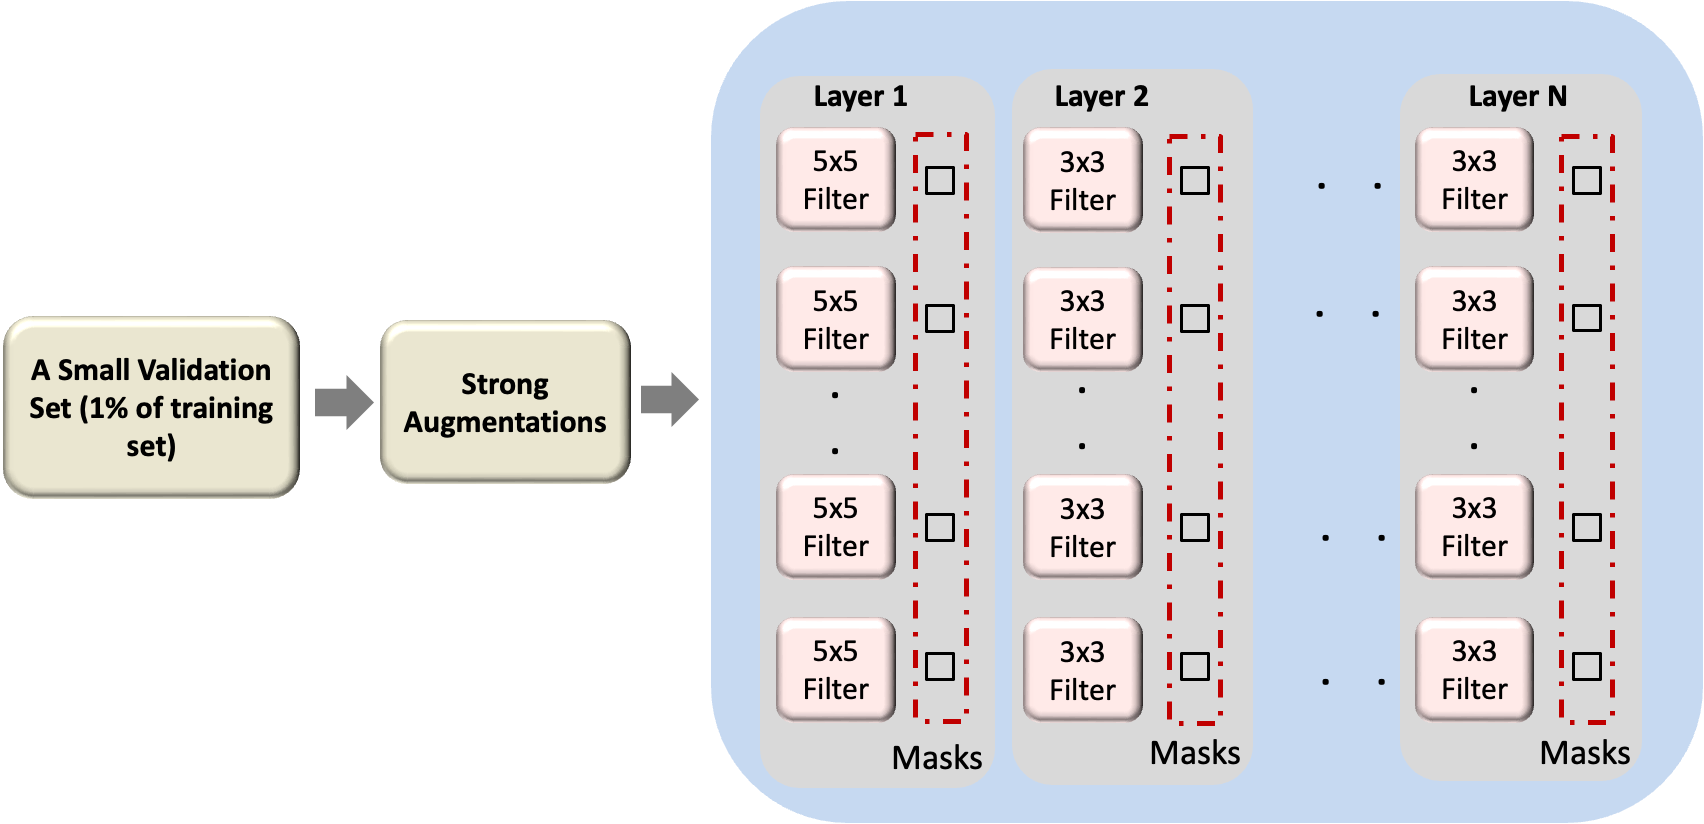 A Small Validation
Set (1% of training
set)
Strong
Augmentations
Layer 1
5x5
Filter
5x5
Filter
5x5
Filter
5x5
Filter
Masks
Layer 2
3x3
Filter
3x3
Filter
3x3
Filter
3x3
Filter
Masks
Layer N
3x3
Filter
3x3
Filter
3x3
Filter
3x3
Filter
Masks